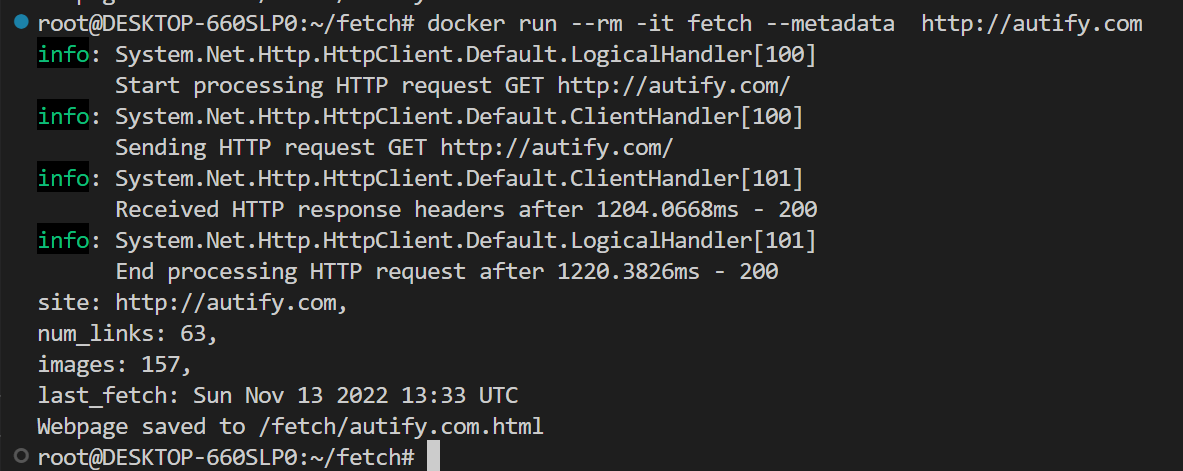 root@DESKTOP-660SLP0:~/fetch# docker run --rm -it fetch --metadata  http://autify.com
info: System.Net.Http.HttpClient.Default.LogicalHandler[100]
      Start processing HTTP request GET http://autify.com/
info: System.Net.Http.HttpClient.Default.ClientHandler[100]
      Sending HTTP request GET http://autify.com/
info: System.Net.Http.HttpClient.Default.ClientHandler[101]
      Received HTTP response headers after 1204.0668ms - 200
info: System.Net.Http.HttpClient.Default.LogicalHandler[101]
      End processing HTTP request after 1220.3826ms - 200
site: http://autify.com,
num_links: 63,
images: 157,
last_fetch: Sun Nov 13 2022 13:33 UTC
Webpage saved to /fetch/autify.com.html
root@DESKTOP-660SLP0:~/fetch#